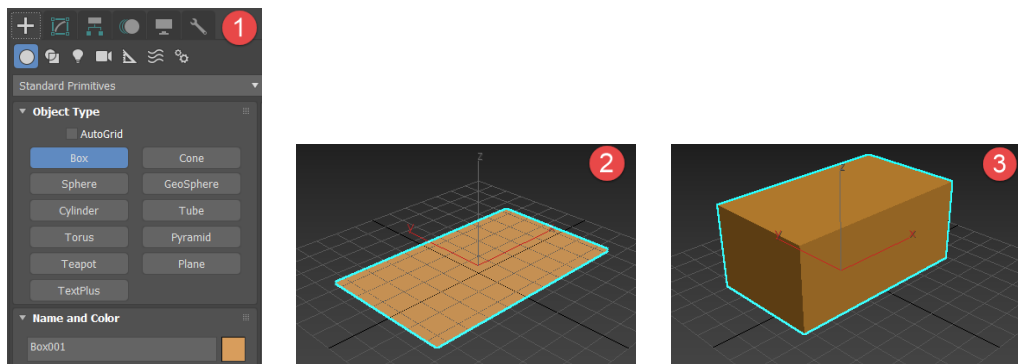 1
Standard Primitives
Object Type
AutoGrid
Box Cone
Sphere GeoSphere
Cylinder Tube
Torus Pyramid
Teapot Plane
TextPlus
Name and Color
Box001
2
z
x
3
z
y
x